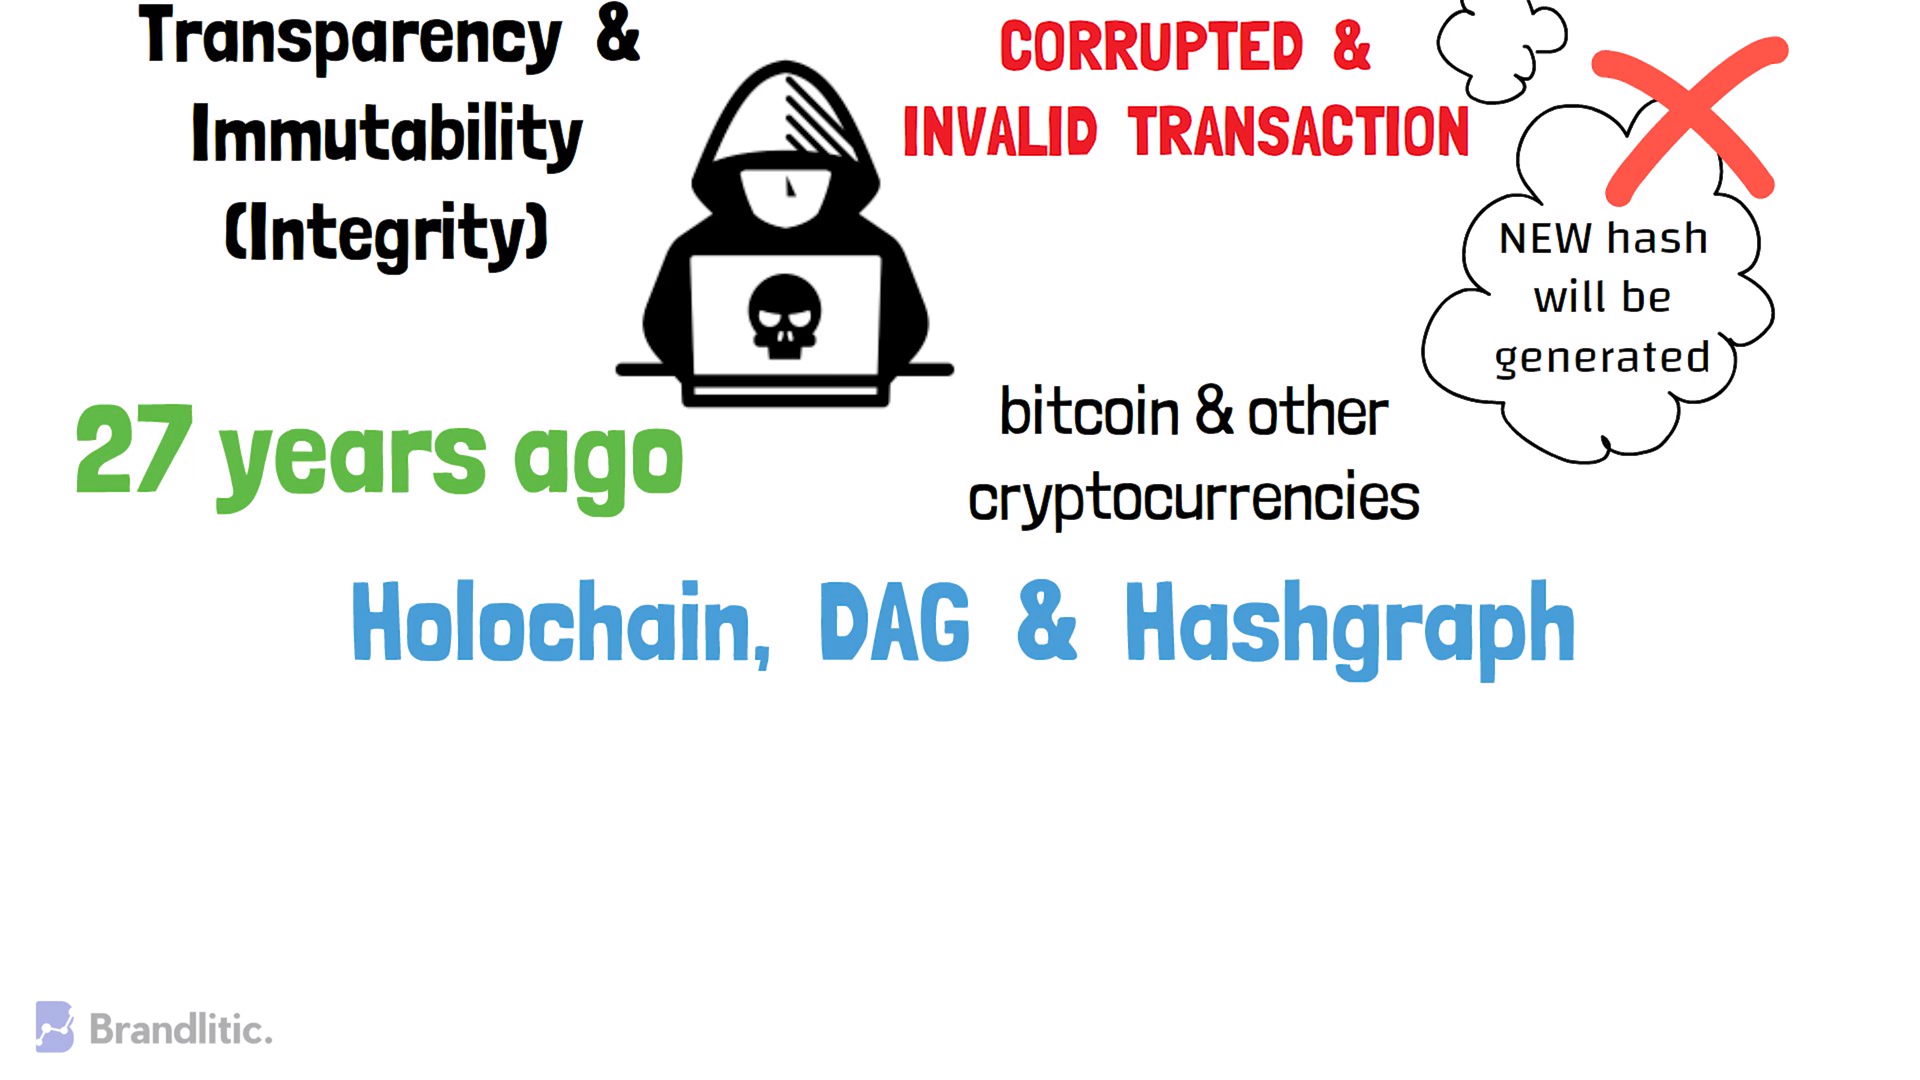 Transparency &
Immutability
(Integrity)
CORRUPTED &
INVALID TRANSACTION
NEW hash
will be
generated
27 years ago
bitcoin & other
cryptocurrencies
Holochain, DAG & Hashgraph
Brandlitic.